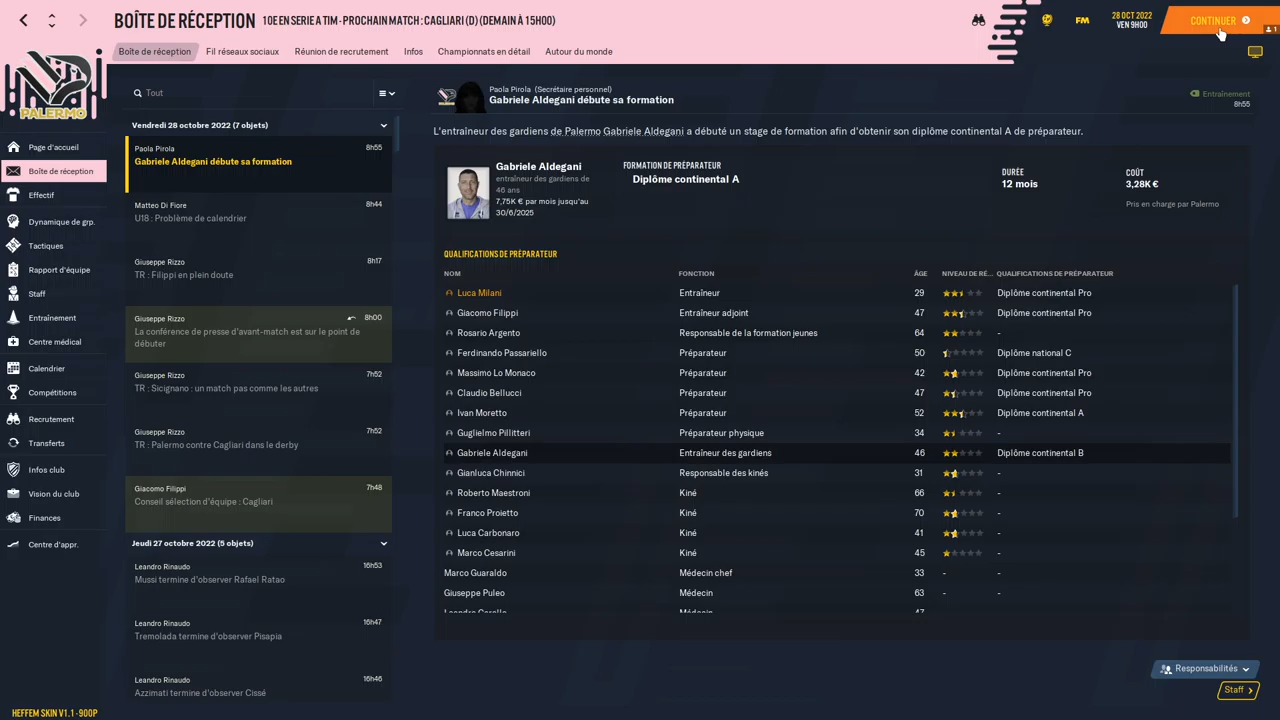 BOÎTE DE RÉCEPTION 10E EN SERIE A TIM - PROCHAIN MATCH : CAGLIARI (D) (DEMAIN À 15H00)
FM
28 OCT 2022
VEN 9H00
CONTINUER
1
Boîte de réception
Fil réseaux sociaux
Réunion de recrutement
Infos
Championnats en détail
Autour du monde
PALERMO
Page d'accueil
Boîte de réception
Effectif
Dynamique de grp.
Tactiques
Rapport d'équipe
Staff
Entraînement
Centre médical
Calendrier
Compétitions
Recrutement
Transferts
Infos club
Vision du club
Finances
Centre d'appr.
HEFFEM SKIN V1.1 - 900P
Tout
Vendredi 28 octobre 2022 (7 objets)
Paola Pirola 8h55
Gabriele Aldegani débute sa formation
Matteo Di Fiore 8h44
U18 : Problème de calendrier
Giuseppe Rizzo 8h17
TR : Filippi en plein doute
Giuseppe Rizzo 8h00
La conférence de presse d'avant-match est sur le point de
débuter
Giuseppe Rizzo 7h52
TR : Sicignano : un match pas comme les autres
Giuseppe Rizzo 7h52
TR : Palermo contre Cagliari dans le derby
Giacomo Filippi 7h48
Conseil sélection d'équipe : Cagliari
Jeudi 27 octobre 2022 (5 objets)
Leandro Rinaudo 16h53
Mussi termine d'observer Rafael Ratao
Leandro Rinaudo 16h47
Tremolada termine d'observer Pisapia
Leandro Rinaudo 16h46
Azzimati termine d'observer Cissé
Paola Pirola (Secrétaire personnel)
Gabriele Aldegani débute sa formation
Entraînement
8h55
L'entraîneur des gardiens de Palermo Gabriele Aldegani a débuté un stage de formation afin d'obtenir son diplôme continental A de préparateur.
Gabriele Aldegani
entraîneur des gardiens de
46 ans
7,75K € par mois jusqu'au
30/6/2025
FORMATION DE PRÉPARATEUR
Diplôme continental A
DURÉE
12 mois
COÛT
3,28K €
Pris en charge par Palermo
QUALIFICATIONS DE PRÉPARATEUR
NOM FONCTION ÂGE NIVEAU DE RÉ... QUALIFICATIONS DE PRÉPARATEUR
Luca Milani Entraîneur 29 Diplôme continental Pro
Giacomo Filippi Entraîneur adjoint 47 Diplôme continental Pro
Rosario Argento Responsable de la formation jeunes 64 -
Ferdinando Passariello Préparateur 50 Diplôme national C
Massimo Lo Monaco Préparateur 42 Diplôme continental Pro
Claudio Bellucci Préparateur 47 Diplôme continental Pro
Ivan Moretto Préparateur 52 Diplôme continental A
Guglielmo Pillitteri Préparateur physique 34 -
Gabriele Aldegani Entraîneur des gardiens 46 Diplôme continental B
Gianluca Chinnici Responsable des kinés 31 -
Roberto Maestroni Kiné 66 -
Franco Proietto Kiné 70 -
Luca Carbonaro Kiné 41 -
Marco Cesarini Kiné 45 -
Marco Guaraldo Médecin chef 33 - -
Giuseppe Puleo Médecin 63 - -
Médecin 47
Responsabilités
Staff